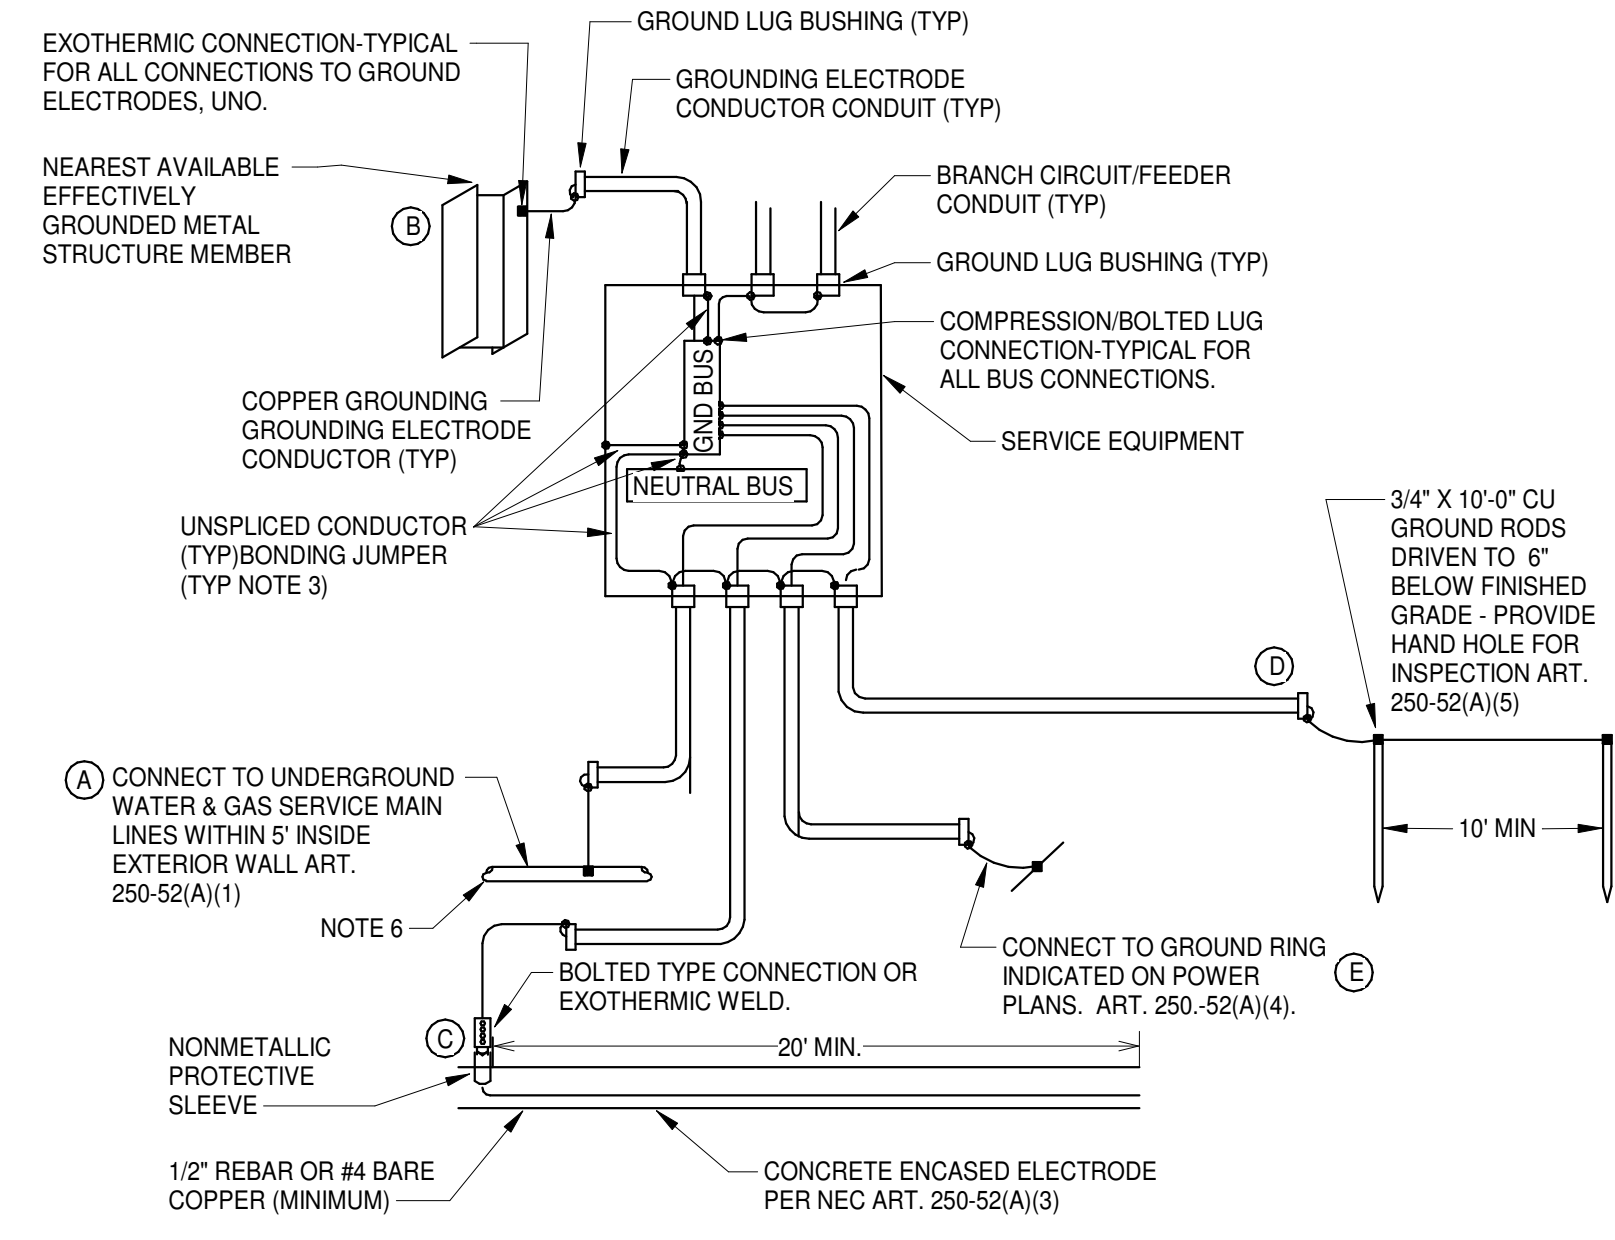 GROUND LUG BUSHING (TYP)
EXOTHERMIC CONNECTION-TYPICAL
FOR ALL CONNECTIONS TO GROUND
ELECTRODES, UNO.
GROUNDING ELECTRODE
CONDUCTOR CONDUIT (TYP)
NEAREST AVAILABLE
EFFECTIVELY
GROUNDED METAL
STRUCTURE MEMBER
B
BRANCH CIRCUIT/FEEDER
CONDUIT (TYP)
GROUND LUG BUSHING (TYP)
COMPRESSION/BOLTED LUG
CONNECTION-TYPICAL FOR
ALL BUS CONNECTIONS.
GND BUS
COPPER GROUNDING
GROUNDING ELECTRODE
CONDUCTOR (TYP)
SERVICE EQUIPMENT
NEUTRAL BUS
UNSPLICED CONDUCTOR
(TYP)BONDING JUMPER
(TYP NOTE 3)
3/4" X 10'-0" CU
GROUND RODS
DRIVEN TO 6"
BELOW FINISHED
GRADE - PROVIDE
HAND HOLE FOR
INSPECTION ART.
250-52(A)(5)
D
10' MIN
A
CONNECT TO UNDERGROUND
WATER & GAS SERVICE MAIN
LINES WITHIN 5' INSIDE
EXTERIOR WALL ART.
250-52(A)(1)
NOTE 6
CONNECT TO GROUND RING
INDICATED ON POWER
PLANS. ART. 250.-52(A)(4).
E
BOLTED TYPE CONNECTION OR
EXOTHERMIC WELD.
C
20' MIN.
NONMETALLIC
PROTECTIVE
SLEEVE
1/2" REBAR OR #4 BARE
COPPER (MINIMUM)
CONCRETE ENCASED ELECTRODE
PER NEC ART. 250-52(A)(3)